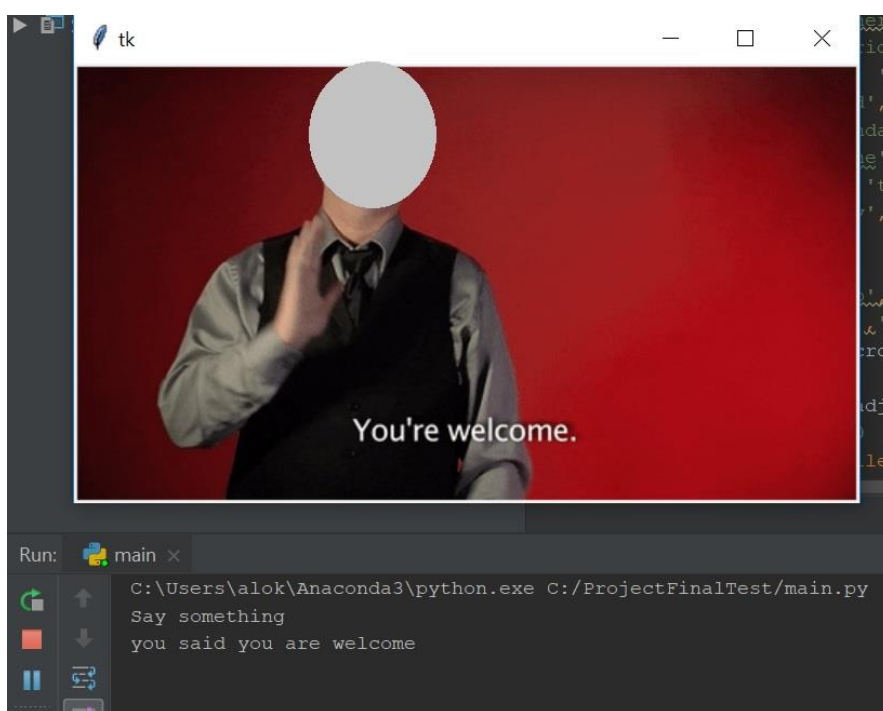 tk
You're welcome.
Run:
main
C:\Users\alok\Anaconda3\python.exe C:/ProjectFinalTest/main.py
Say something
you said you are welcome